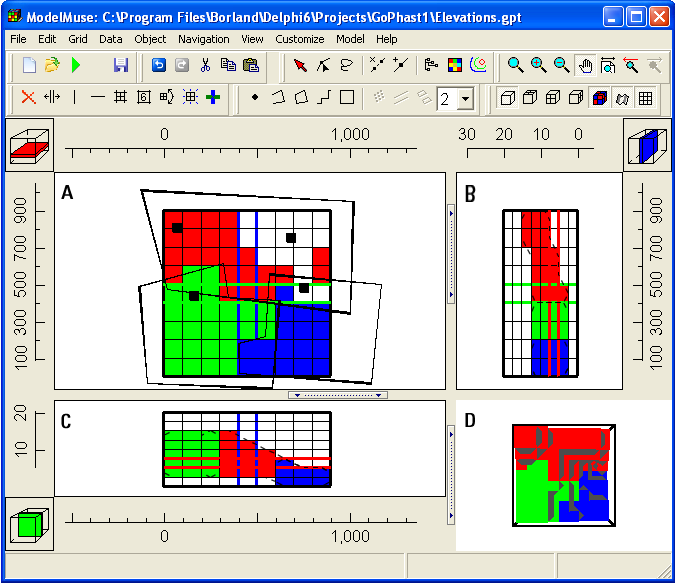 ModelMuse: C:\Program Files\Borland\Delphi6\Projects\GoPhast1\Elevations.gpt
File Edit Grid Data Object Navigation View Customize Model Help
6
2
0 1,000 30 20 10 0
A
B
900
700
500
300
100
900
700
500
300
100
C
D
20
10
0 1,000